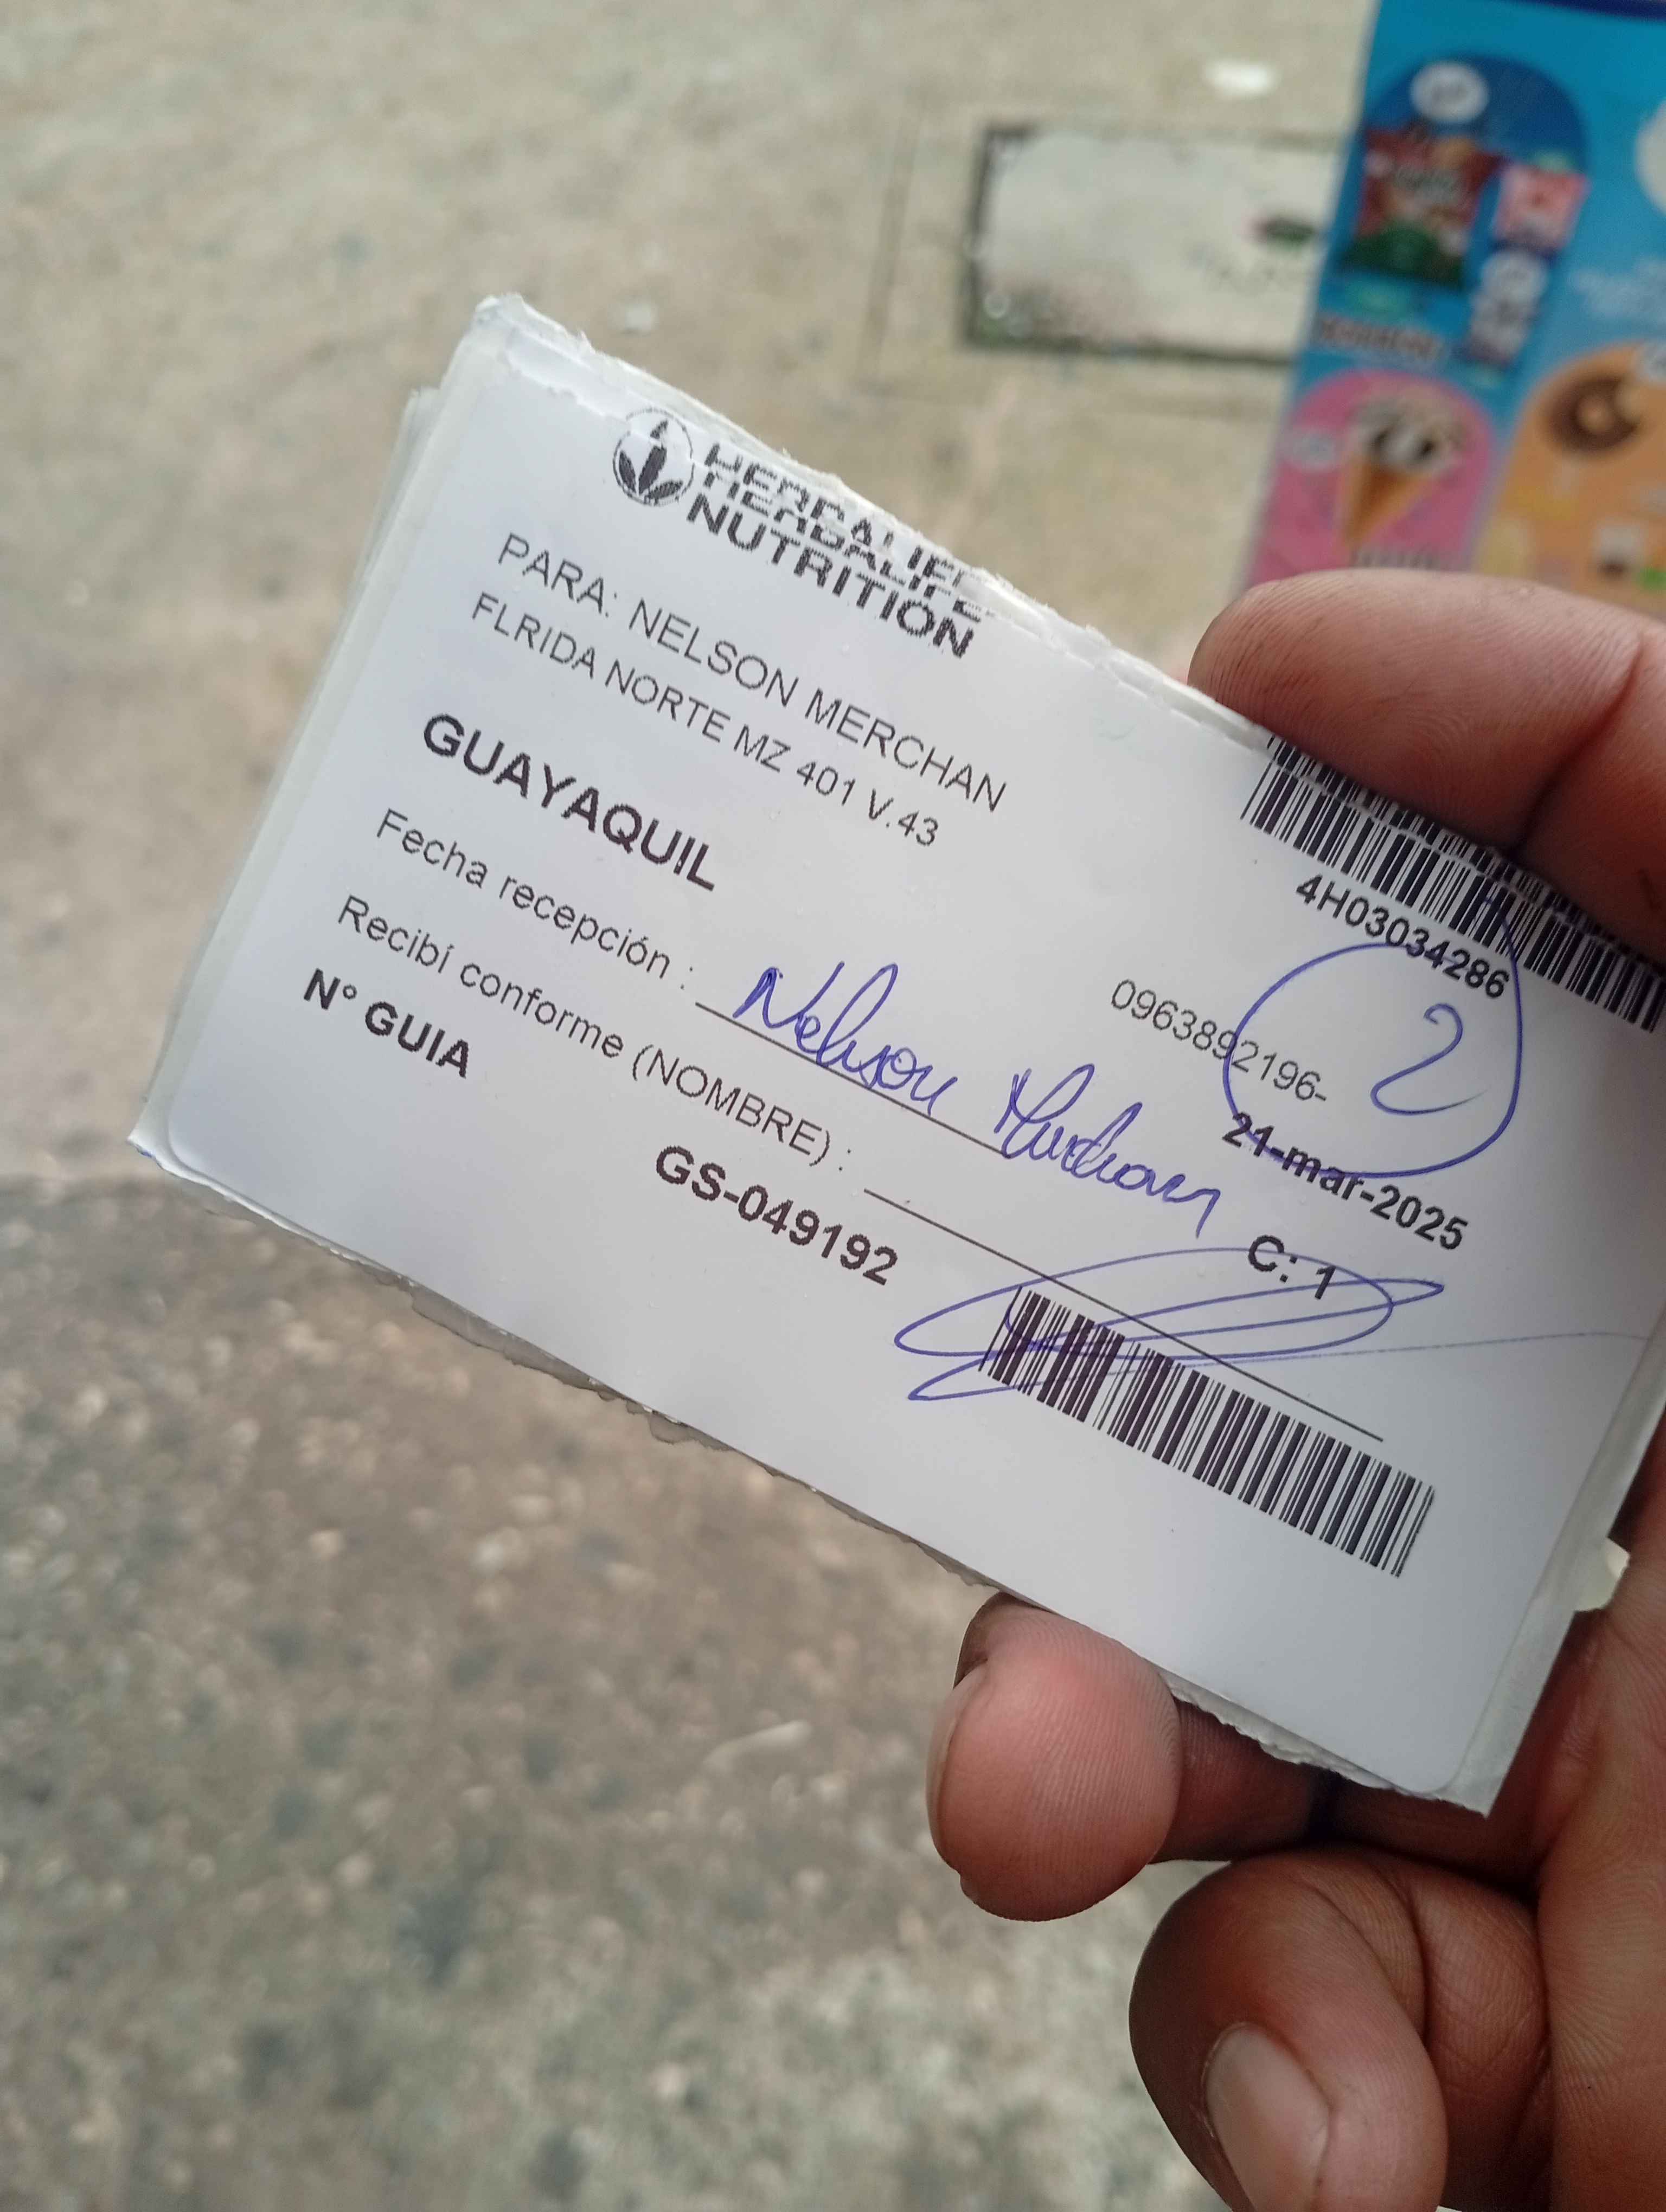 HERBALIFE
NUTRITION
PARA: NELSON MERCHAN
FLRIDA NORTE MZ 401 V.43
GUAYAQUIL
4H03034286
0963892196-
2
21-mar-2025
Fecha recepción : Nelson Merchan
Recibí conforme (NOMBRE) :
C: 1
N° GUIA
GS-049192